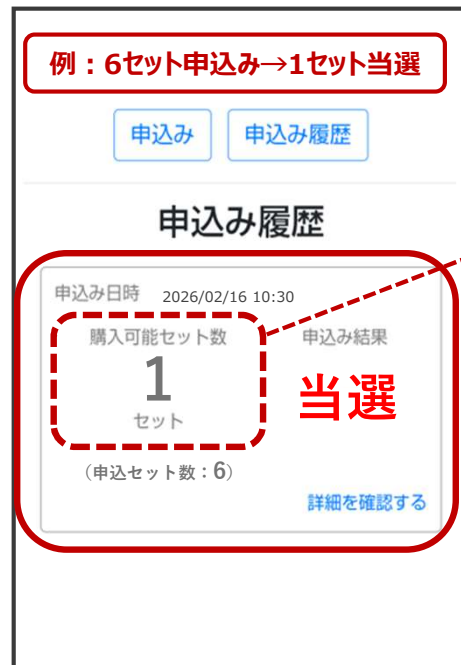 例：6セット申込み→1セット当選
申込み 申込み履歴
申込み履歴
申込み日時 2026/02/16 10:30
購入可能セット数 申込み結果
1 当選
セット
（申込セット数：6）
詳細を確認する